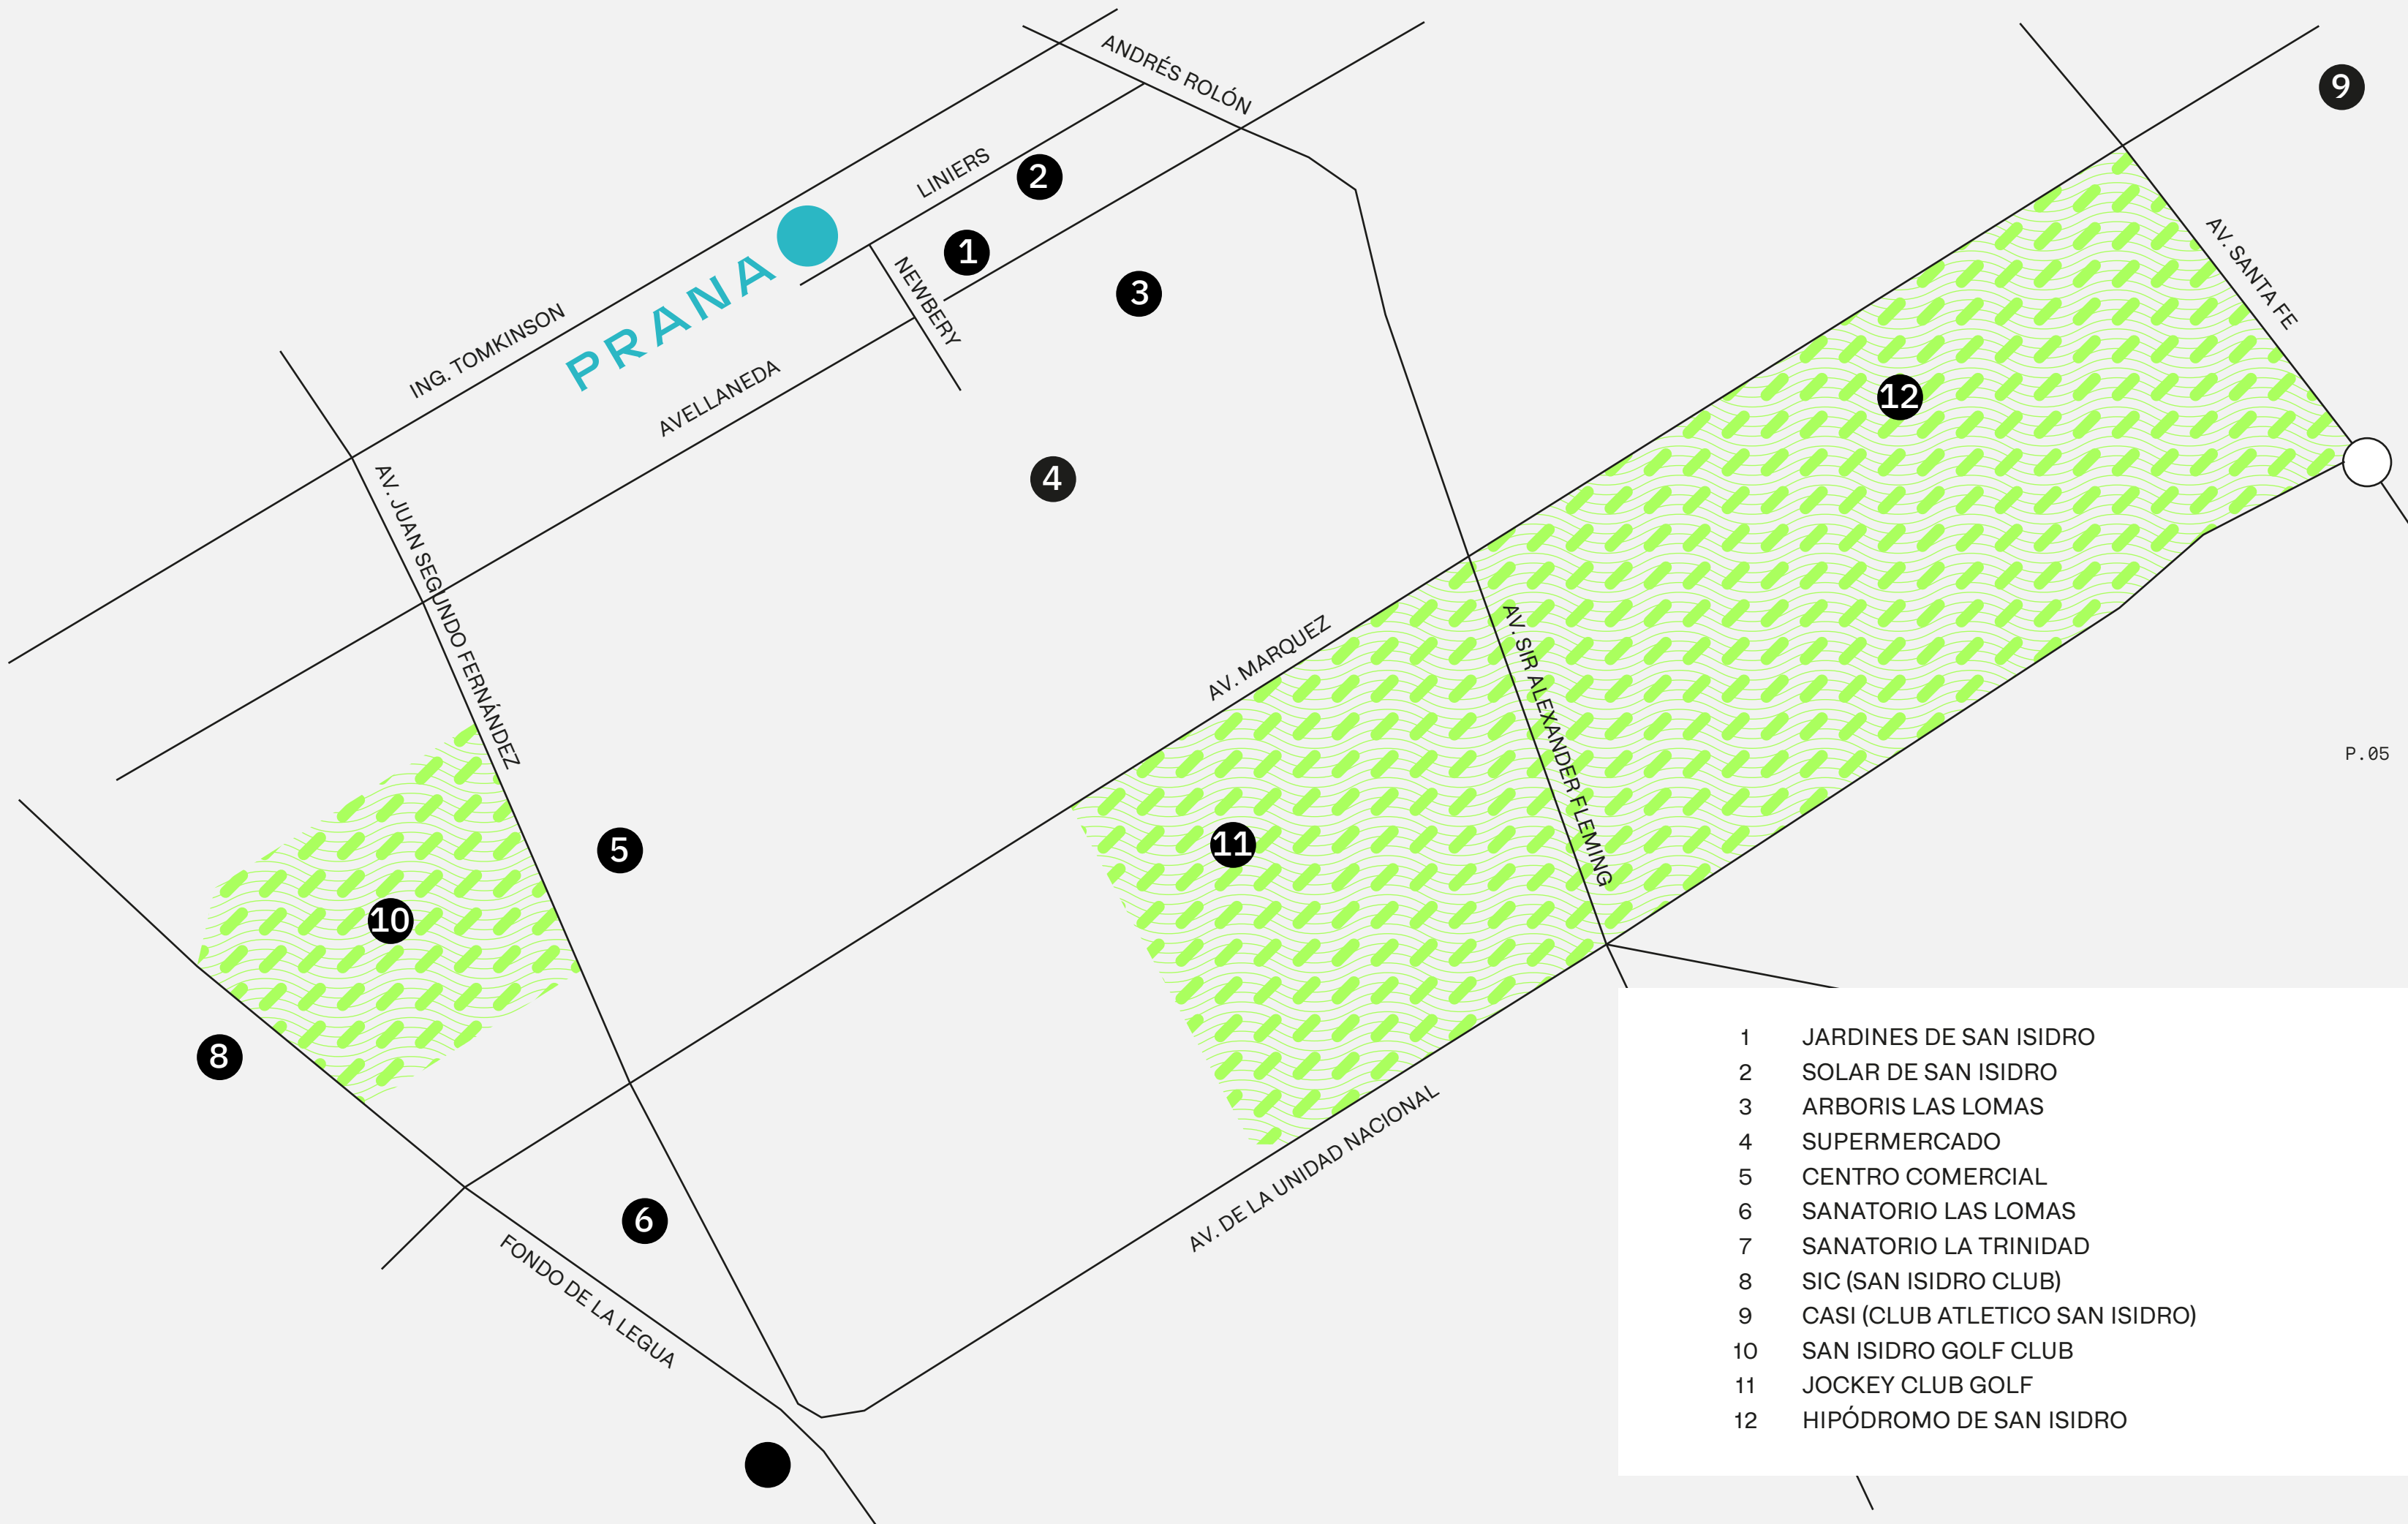 ANDRÉS ROLÓN
9
LINIERS
2
1
NEWBERY
3
PRANA
ING. TOMKINSON
AVELLANEDA
AV. SANTA FE
12
4
AV. JUAN SEGUNDO FERNÁNDEZ
AV. MARQUEZ
AV. SIR ALEXANDER FLEMING
P.05
5
11
10
8
6
AV. DE LA UNIDAD NACIONAL
FONDO DE LA LEGUA
1 JARDINES DE SAN ISIDRO
2 SOLAR DE SAN ISIDRO
3 ARBORIS LAS LOMAS
4 SUPERMERCADO
5 CENTRO COMERCIAL
6 SANATORIO LAS LOMAS
7 SANATORIO LA TRINIDAD
8 SIC (SAN ISIDRO CLUB)
9 CASI (CLUB ATLETICO SAN ISIDRO)
10 SAN ISIDRO GOLF CLUB
11 JOCKEY CLUB GOLF
12 HIPÓDROMO DE SAN ISIDRO